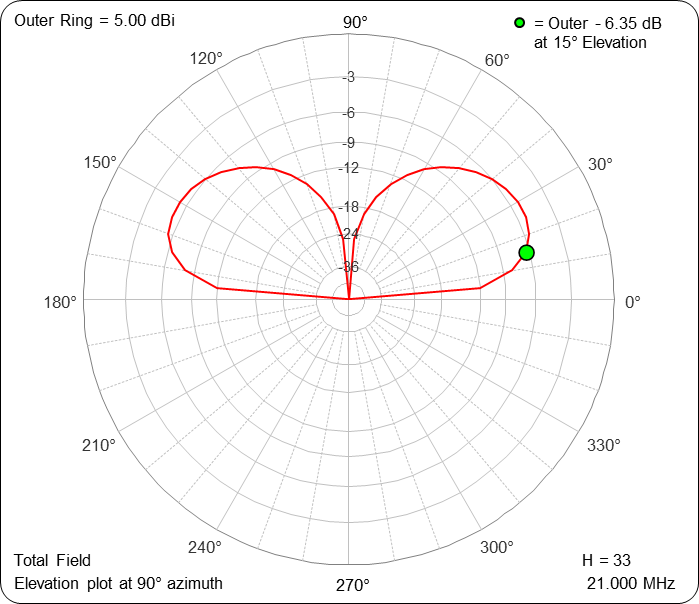 Outer Ring = 5.00 dBi
90°
= Outer - 6.35 dB
at 15° Elevation
120°
60°
-3
-6
-9
150°
30°
-12
-18
-24
-36
180°
0°
210°
330°
240°
300°
Total Field
H = 33
Elevation plot at 90° azimuth
270°
21.000 MHz